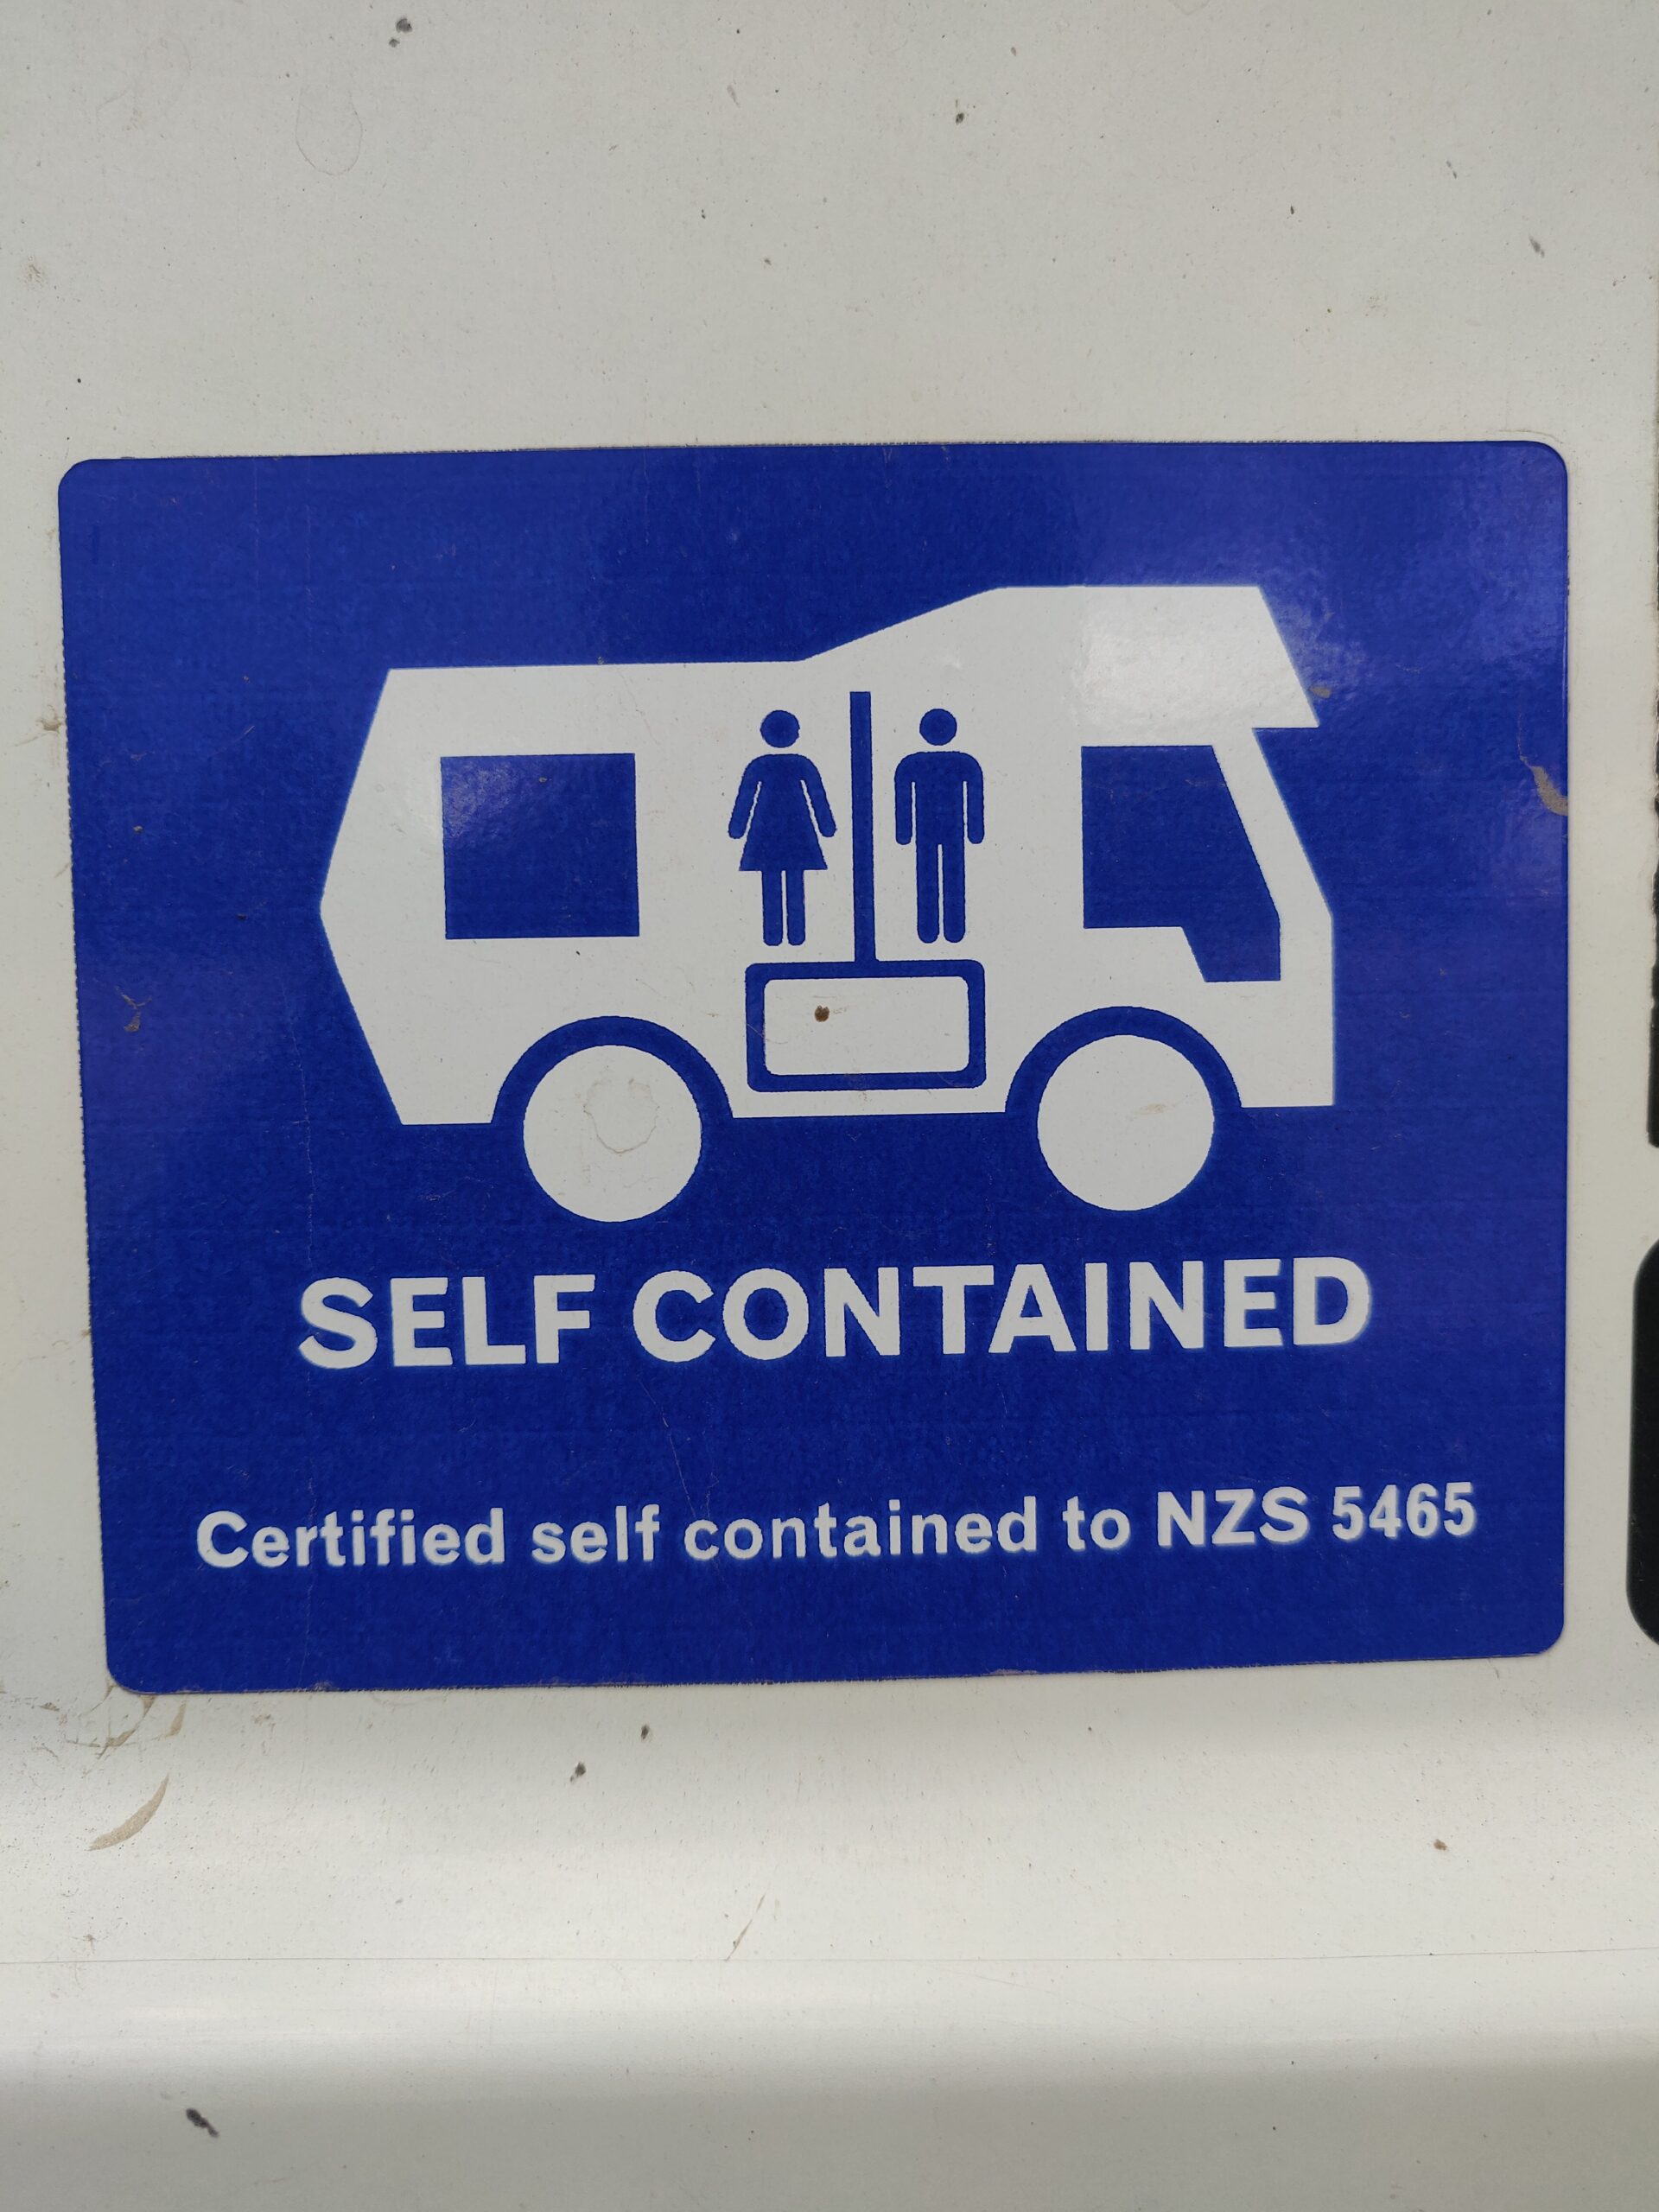 SELF CONTAINED
Certified self contained to NZS 5465